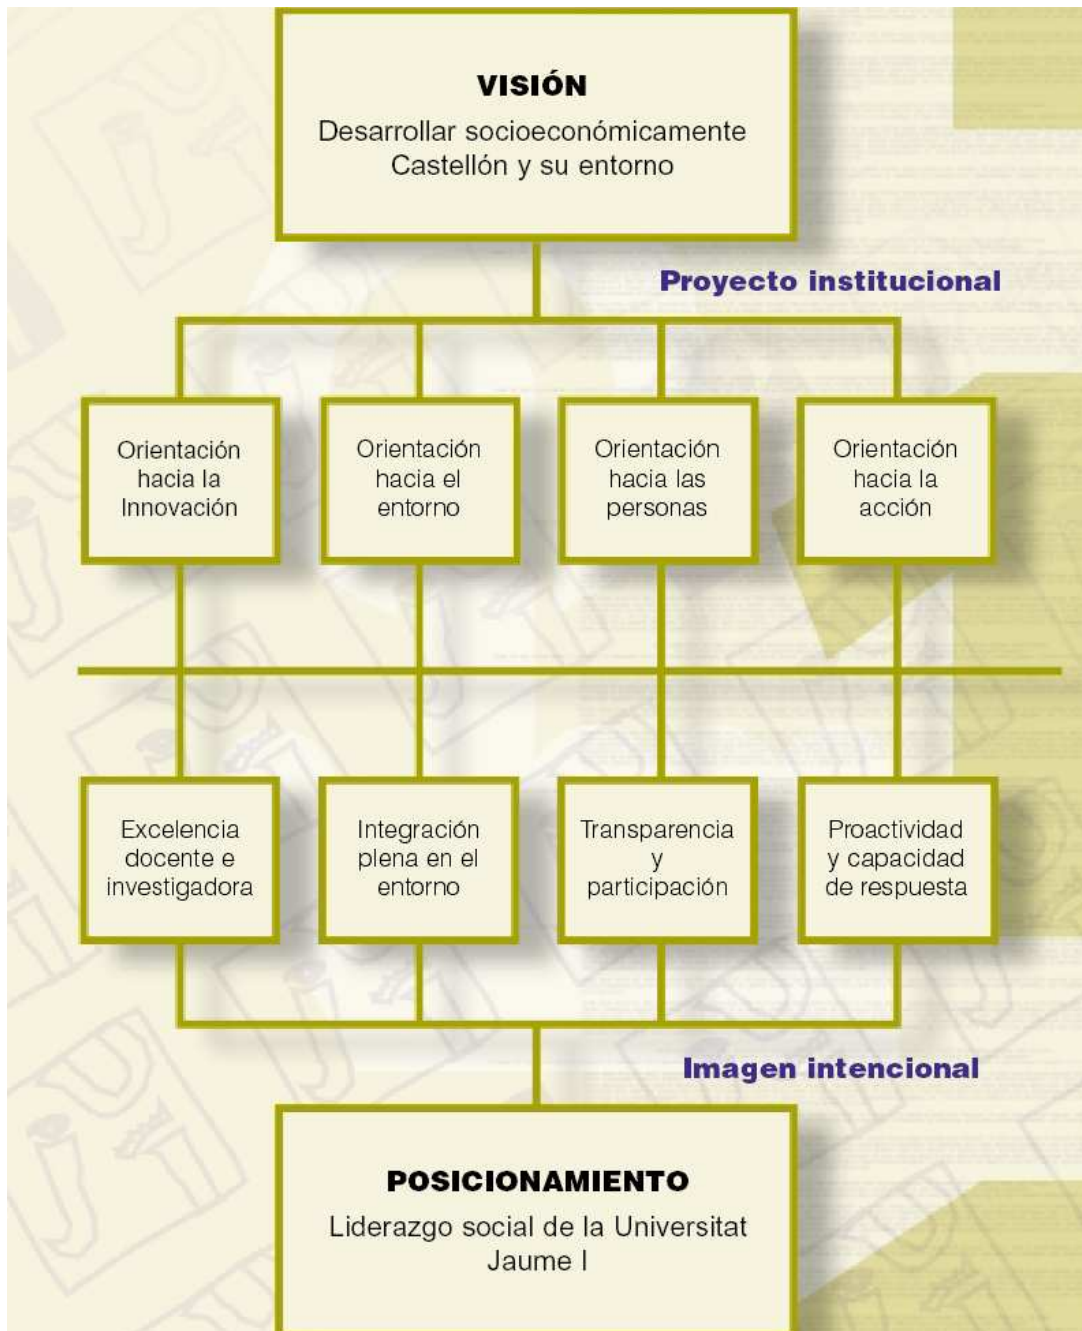 VISIÓN
Desarrollar socioeconómicamente
Castellón y su entorno
Proyecto institucional
Orientación
hacia la
Innovación
Orientación
hacia el
entorno
Orientación
hacia las
personas
Orientación
hacia la
acción
Excelencia
docente e
investigadora
Integración
plena en el
entorno
Transparencia
y
participación
Proactividad
y capacidad
de respuesta
Imagen intencional
POSICIONAMIENTO
Liderazgo social de la Universitat
Jaume I